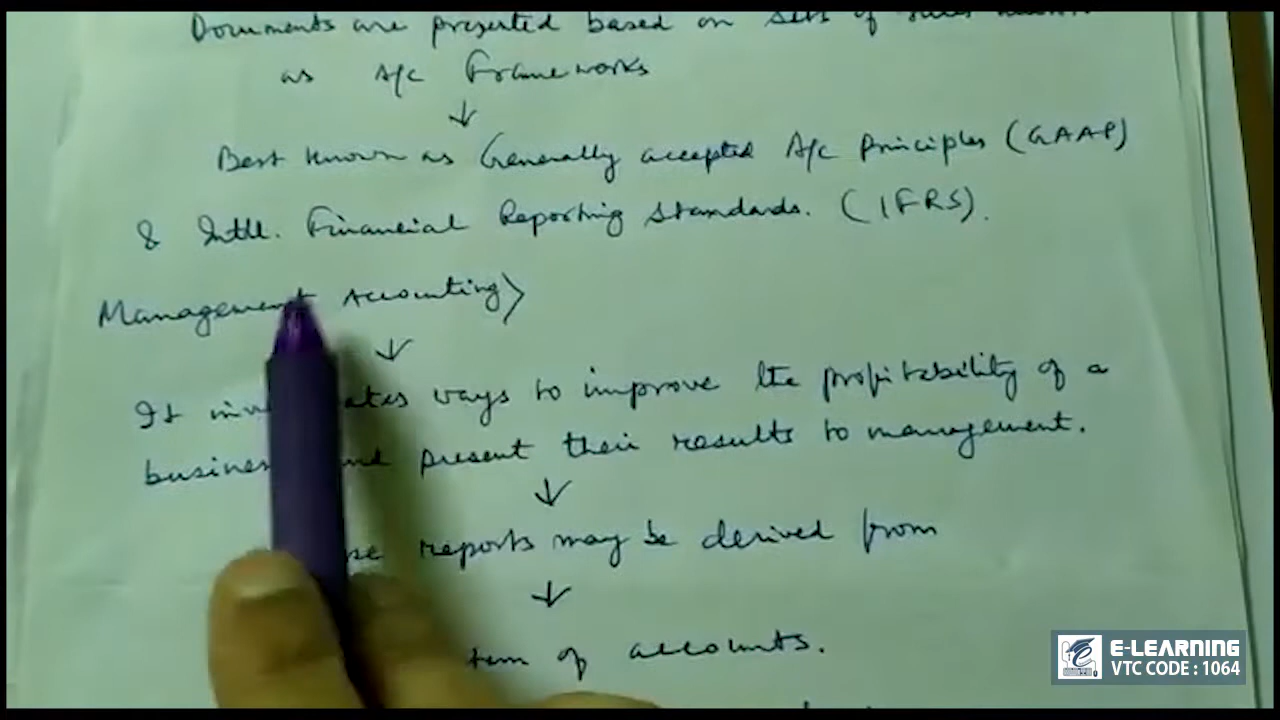 Documents are presented based on sets of
as A/c Frameworks
↓
Best known as Generally accepted A/c Principles (GAAP)
& Intl. Financial Reporting Standards. (IFRS).
Management Accounting>
↓
It ways to improve the profitability of a
present their results to management.
↓
reports may be derived from
↓
of accounts.
E-LEARNING
VTC CODE : 1064